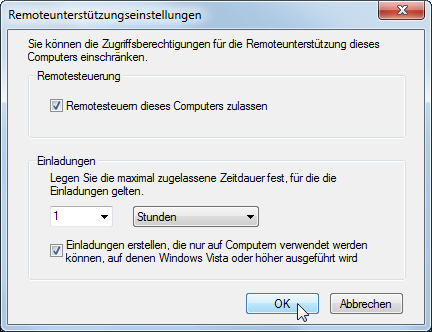 Remoteunterstützungseinstellungen
Sie können die Zugriffsberechtigungen für die Remoteunterstützung dieses
Computers einschränken.
Remotesteuerung
Remotesteuern dieses Computers zulassen
Einladungen
Legen Sie die maximal zugelassene Zeitdauer fest, für die die
Einladungen gelten.
1 Stunden
Einladungen erstellen, die nur auf Computern verwendet werden
können, auf denen Windows Vista oder höher ausgeführt wird
OK Abbrechen